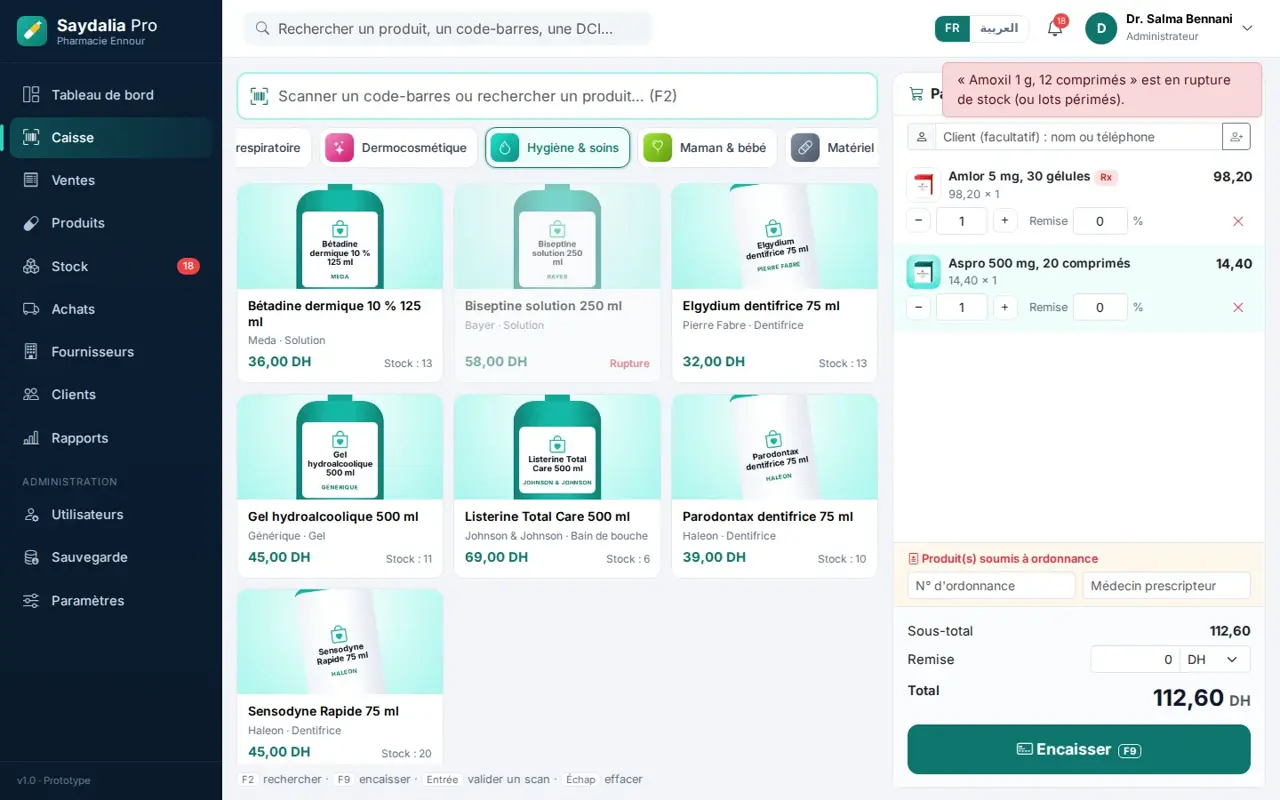 Saydalia Pro
Pharmacie Ennour
Tableau de bord
Caisse
Ventes
Produits
Stock
18
Achats
Fournisseurs
Clients
Rapports
ADMINISTRATION
Utilisateurs
Sauvegarde
Paramètres
v1.0 · Prototype
Rechercher un produit, un code-barres, une DCI...
FR
العربية
18
D
Dr. Salma Bennani
Administrateur
Scanner un code-barres ou rechercher un produit... (F2)
respiratoire
Dermocosmétique
Hygiène & soins
Maman & bébé
Matériel
Bétadine
dermique 10 %
125 ml
MEDA
Bétadine dermique 10 % 125
ml
Meda · Solution
36,00 DH
Stock : 13
Biseptine
solution 250
ml
BAYER
Biseptine solution 250 ml
Bayer · Solution
58,00 DH
Rupture
Elgydium
dentifrice 75 ml
PIERRE FABRE
Elgydium dentifrice 75 ml
Pierre Fabre · Dentifrice
32,00 DH
Stock : 13
Gel
hydroalcoolique
500 ml
GÉNÉRIQUE
Gel hydroalcoolique 500 ml
Générique · Gel
45,00 DH
Stock : 11
Listerine Total
Care 500 ml
JOHNSON & JOHNSON
Listerine Total Care 500 ml
Johnson & Johnson · Bain de bouche
69,00 DH
Stock : 6
Parodontax
dentifrice 75 ml
HALEON
Parodontax dentifrice 75 ml
Haleon · Dentifrice
39,00 DH
Stock : 10
Sensodyne
Rapide 75 ml
HALEON
Sensodyne Rapide 75 ml
Haleon · Dentifrice
45,00 DH
Stock : 20
F2 rechercher · F9 encaisser · Entrée valider un scan · Échap effacer
« Amoxil 1 g, 12 comprimés » est en rupture
de stock (ou lots périmés).
Client (facultatif) : nom ou téléphone
Amlor 5 mg, 30 gélules Rx
98,20
98,20 × 1
− 1 + Remise 0 %
Aspro 500 mg, 20 comprimés
14,40
14,40 × 1
− 1 + Remise 0 %
Produit(s) soumis à ordonnance
N° d'ordonnance
Médecin prescripteur
Sous-total
112,60
Remise
0 DH
Total
112,60 DH
Encaisser F9